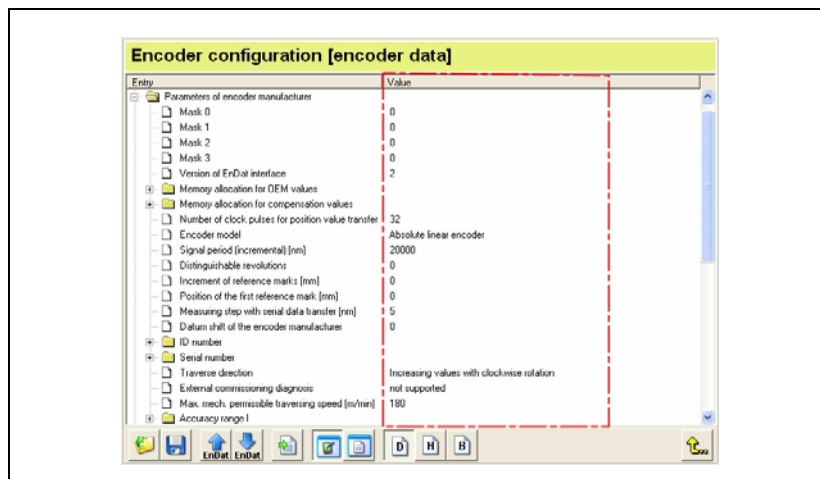 Encoder configuration [encoder data]
Entry Value
Parameters of encoder manufacturer
Mask 0 0
Mask 1 0
Mask 2 0
Mask 3 0
Version of EnDat interface 2
Memory allocation for OEM values
Memory allocation for compensation values
Number of clock pulses for position value transfer 32
Encoder model Absolute linear encoder
Signal period (incremental) [nm] 20000
Distinguishable revolutions 0
Increment of reference marks [mm] 0
Position of the first reference mark [mm] 0
Measuring step with serial data transfer [nm] 5
Datum shift of the encoder manufacturer 0
ID number
Serial number
Traverse direction Increasing values with clockwise rotation
External commissioning diagnosis not supported
Max. mech. permissible traversing speed [m/min] 180
Accuracy range I
EnDat EnDat D H B